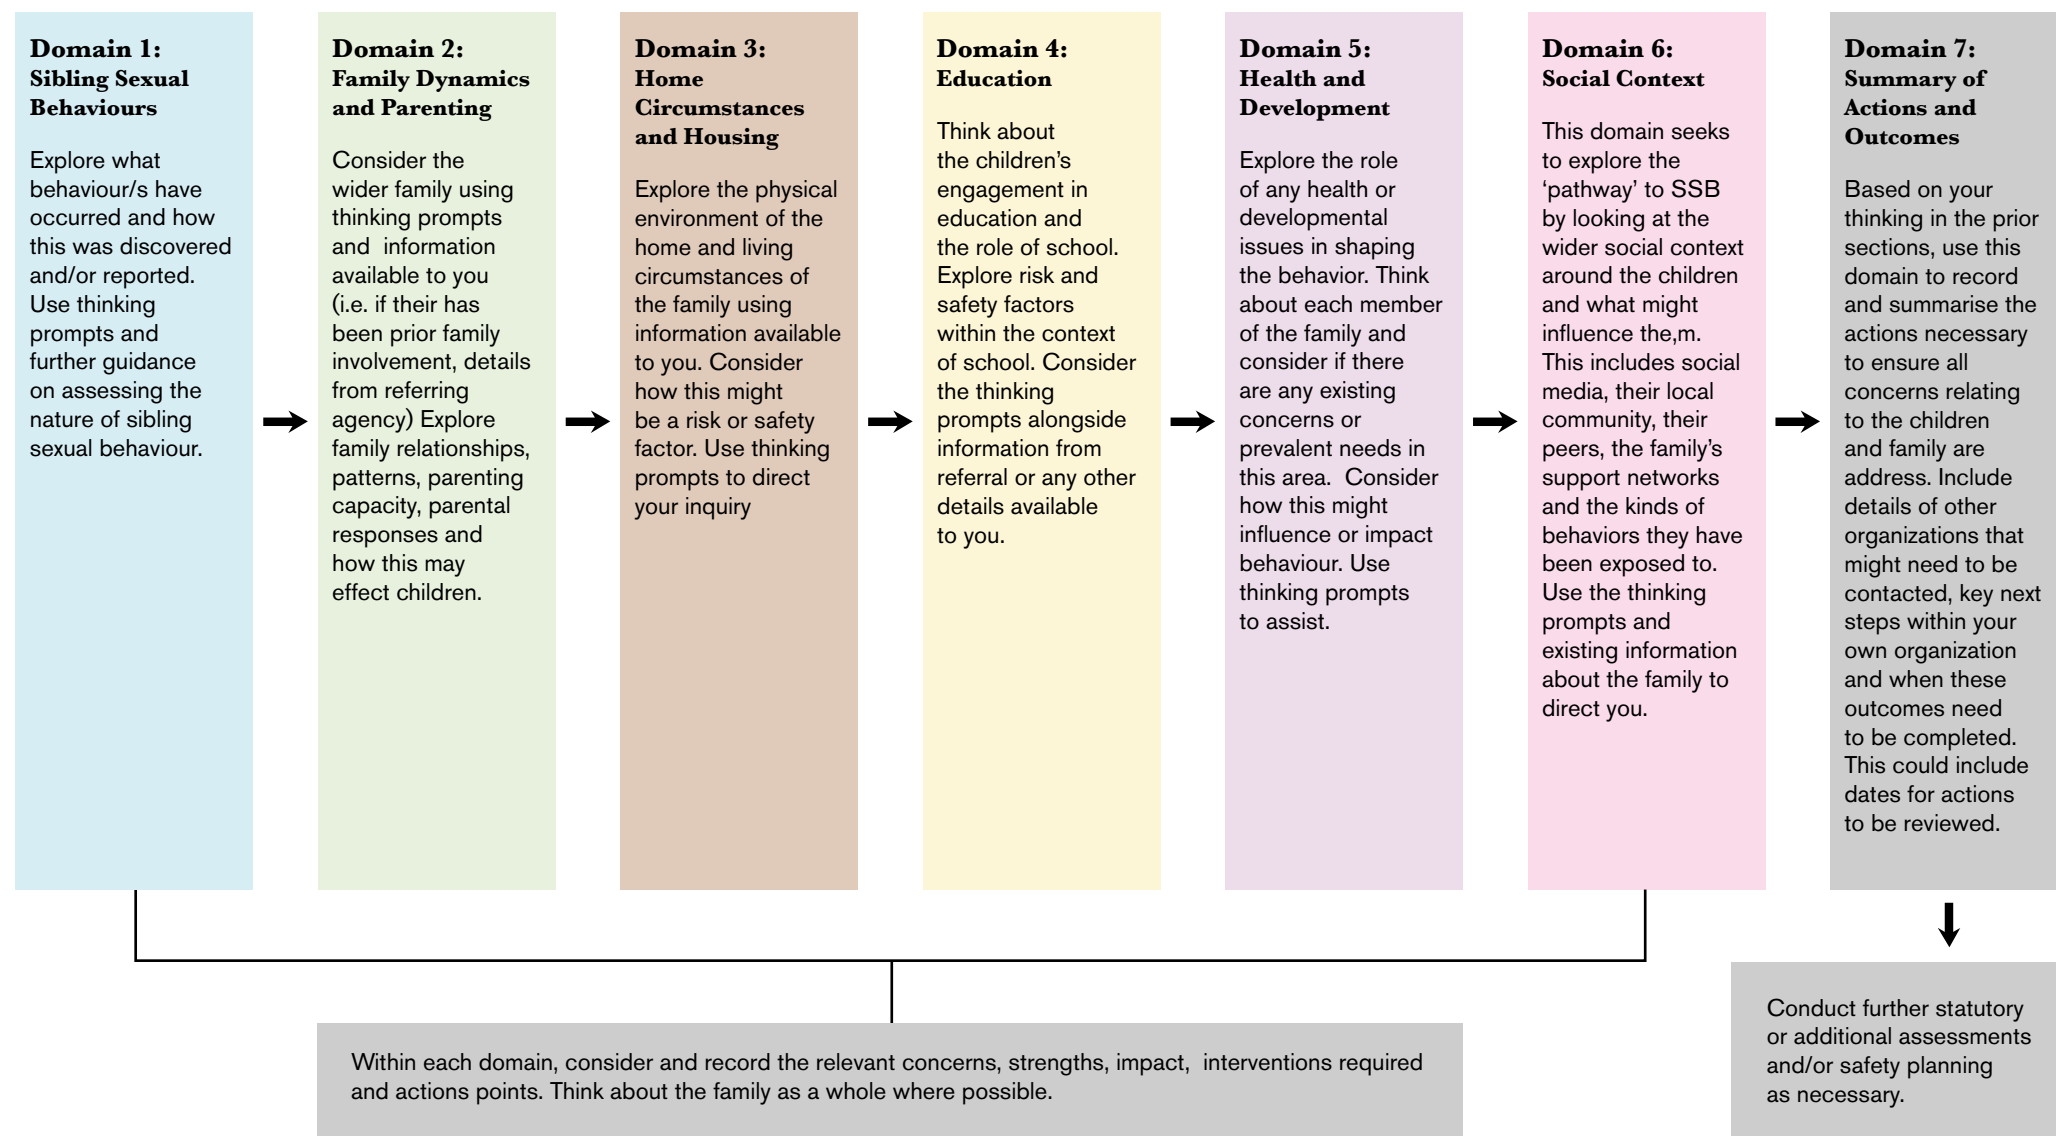 Domain 1:
Sibling Sexual
Behaviours
Explore what
behaviour/s have
occurred and how
this was discovered
and/or reported.
Use thinking
prompts and
further guidance
on assessing the
nature of sibling
sexual behaviour.
Domain 2:
Family Dynamics
and Parenting
Consider the
wider family using
thinking prompts
and  information
available to you
(i.e. if their has
been prior family
involvement, details
from referring
agency) Explore
family relationships,
patterns, parenting
capacity, parental
responses and
how this may
effect children.
Domain 3:
Home
Circumstances
and Housing
Explore the physical
environment of the
home and living
circumstances of
the family using
information available
to you. Consider
how this might
be a risk or safety
factor. Use thinking
prompts to direct
your inquiry
Domain 4:
Education
Think about
the children’s
engagement in
education and
the role of school.
Explore risk and
safety factors
within the context
of school. Consider
the thinking
prompts alongside
information from
referral or any other
details available
to you.
Domain 5:
Health and
Development
Explore the role
of any health or
developmental
issues in shaping
the behavior. Think
about each member
of the family and
consider if there
are any existing
concerns or
prevalent needs in
this area.  Consider
how this might
influence or impact
behaviour. Use
thinking prompts
to assist.
Domain 6:
Social Context
This domain seeks
to explore the
‘pathway’ to SSB
by looking at the
wider social context
around the children
and what might
influence the,m.
This includes social
media, their local
community, their
peers, the family’s
support networks
and the kinds of
behaviors they have
been exposed to.
Use the thinking
prompts and
existing information
about the family to
direct you.
Domain 7:
Summary of
Actions and
Outcomes
Based on your
thinking in the prior
sections, use this
domain to record
and summarise the
actions necessary
to ensure all
concerns relating
to the children
and family are
address. Include
details of other
organizations that
might need to be
contacted, key next
steps within your
own organization
and when these
outcomes need
to be completed.
This could include
dates for actions
to be reviewed.
Within each domain, consider and record the relevant concerns, strengths, impact,  interventions required
and actions points. Think about the family as a whole where possible.
Conduct further statutory
or additional assessments
and/or safety planning
as necessary.